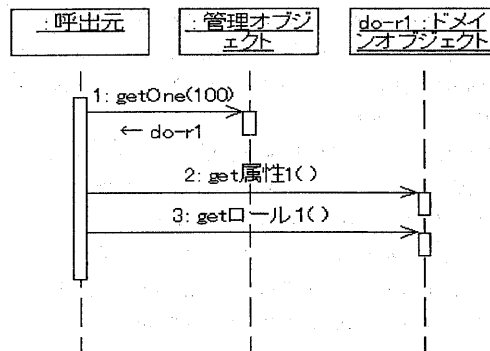 :呼出元
:管理オブジ
ェクト
do-r1:ドメイ
ンオブジェクト
1: getOne(100)
← do-r1
2: get属性1()
3: getロール1()